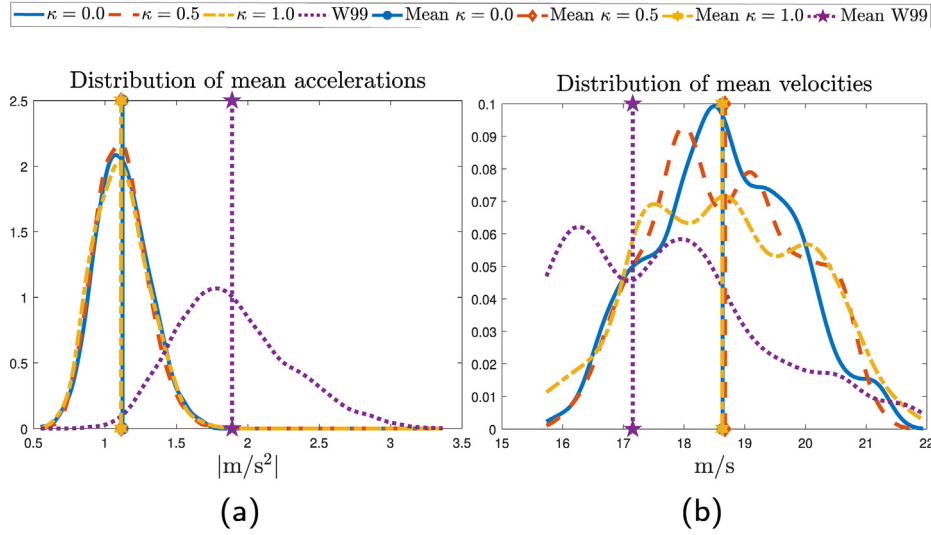 κ = 0.0 κ = 0.5 κ = 1.0 W99 Mean κ = 0.0 Mean κ = 0.5 Mean κ = 1.0 Mean W99
Distribution of mean accelerations
2.5
2
1.5
1
0.5
0
0.5 1 1.5 2 2.5 3 3.5
|m/s²|
(a)
Distribution of mean velocities
0.1
0.09
0.08
0.07
0.06
0.05
0.04
0.03
0.02
0.01
0
15 16 17 18 19 20 21 22
m/s
(b)